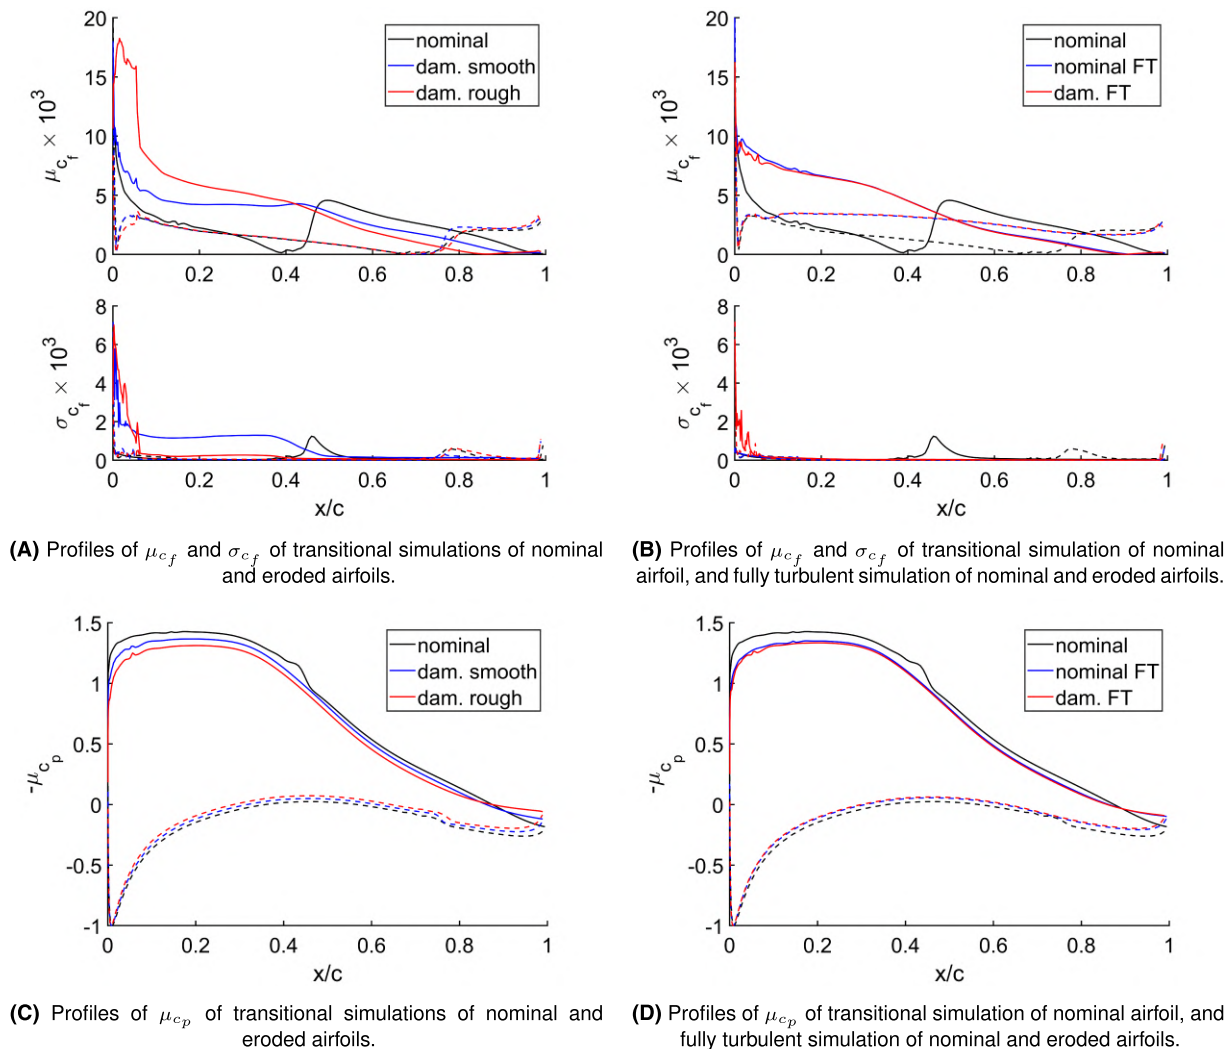 20
15
10
5
0
μ_{c_f} × 10^3
nominal
dam. smooth
dam. rough
0 0.2 0.4 0.6 0.8 1
8
6
4
2
0
σ_{c_f} × 10^3
0 0.2 0.4 0.6 0.8 1
x/c
(A) Profiles of μ_{c_f} and σ_{c_f} of transitional simulations of nominal
and eroded airfoils.
20
15
10
5
0
μ_{c_f} × 10^3
nominal
nominal FT
dam. FT
0 0.2 0.4 0.6 0.8 1
8
6
4
2
0
σ_{c_f} × 10^3
0 0.2 0.4 0.6 0.8 1
x/c
(B) Profiles of μ_{c_f} and σ_{c_f} of transitional simulation of nominal
airfoil, and fully turbulent simulation of nominal and eroded airfoils.
1.5
1
0.5
0
-0.5
-1
-μ_{c_p}
nominal
dam. smooth
dam. rough
0 0.2 0.4 0.6 0.8 1
x/c
(C) Profiles of μ_{c_p} of transitional simulations of nominal and
eroded airfoils.
1.5
1
0.5
0
-0.5
-1
-μ_{c_p}
nominal
nominal FT
dam. FT
0 0.2 0.4 0.6 0.8 1
x/c
(D) Profiles of μ_{c_p} of transitional simulation of nominal airfoil, and
fully turbulent simulation of nominal and eroded airfoils.